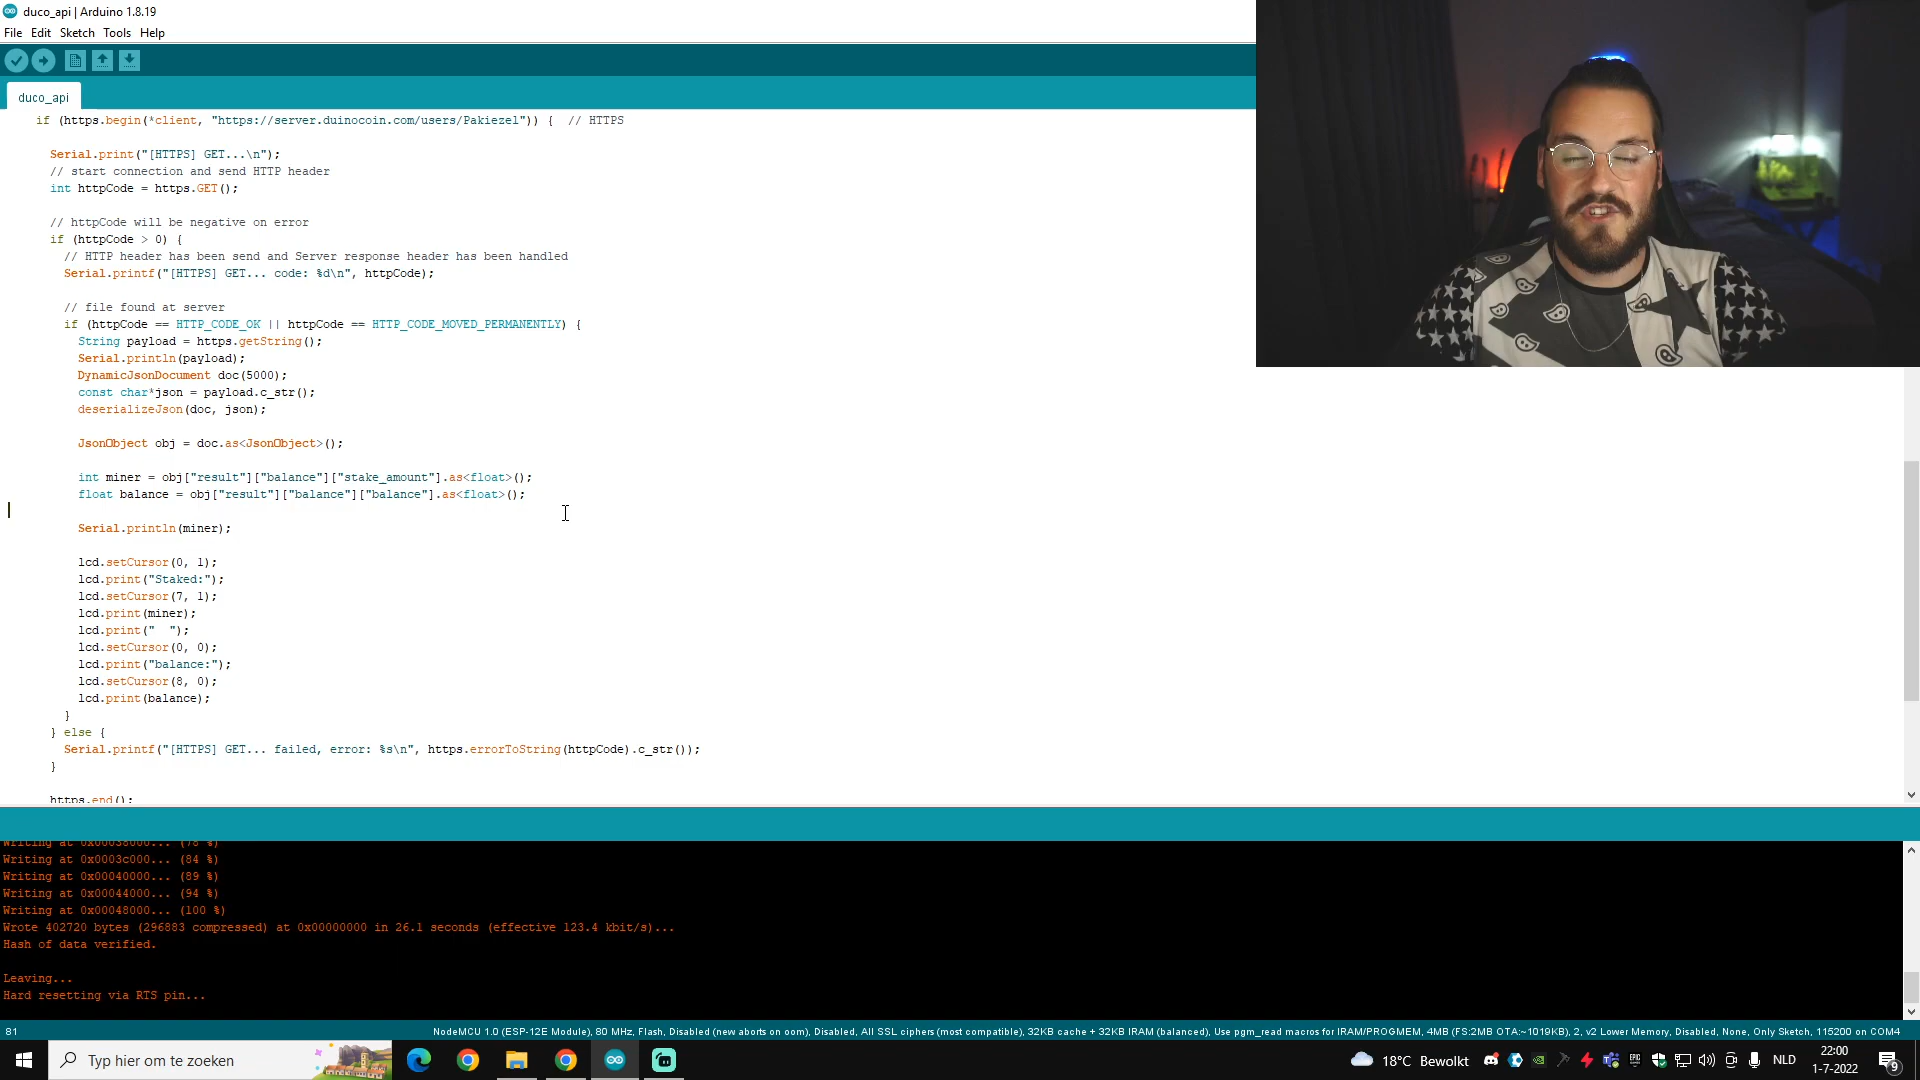 duco_api | Arduino 1.8.19
File Edit Sketch Tools Help
duco_api
if (https.begin(*client, "https://server.duinocoin.com/users/Pakiezel")) {  // HTTPS
Serial.print("[HTTPS] GET...\n");
// start connection and send HTTP header
int httpCode = https.GET();
// httpCode will be negative on error
if (httpCode > 0) {
// HTTP header has been send and Server response header has been handled
Serial.printf("[HTTPS] GET... code: %d\n", httpCode);
// file found at server
if (httpCode == HTTP_CODE_OK || httpCode == HTTP_CODE_MOVED_PERMANENTLY) {
String payload = https.getString();
Serial.println(payload);
DynamicJsonDocument doc(5000);
const char*json = payload.c_str();
deserializeJson(doc, json);
JsonObject obj = doc.as<JsonObject>();
int miner = obj["result"]["balance"]["stake_amount"].as<float>();
float balance = obj["result"]["balance"]["balance"].as<float>();
Serial.println(miner);
lcd.setCursor(0, 1);
lcd.print("Staked:");
lcd.setCursor(7, 1);
lcd.print(miner);
lcd.print("  ");
lcd.setCursor(0, 0);
lcd.print("balance:");
lcd.setCursor(8, 0);
lcd.print(balance);
}
} else {
Serial.printf("[HTTPS] GET... failed, error: %s\n", https.errorToString(httpCode).c_str());
}
https.end();
Writing at 0x00038000... (78 %)
Writing at 0x0003c000... (84 %)
Writing at 0x00040000... (89 %)
Writing at 0x00044000... (94 %)
Writing at 0x00048000... (100 %)
Wrote 402720 bytes (296883 compressed) at 0x00000000 in 26.1 seconds (effective 123.4 kbit/s)...
Hash of data verified.
Leaving...
Hard resetting via RTS pin...
81 NodeMCU 1.0 (ESP-12E Module), 80 MHz, Flash, Disabled (new aborts on oom), Disabled, All SSL ciphers (most compatible), 32KB cache + 32KB IRAM (balanced), Use pgm_read macros for IRAM/PROGMEM, 4MB (FS:2MB OTA:~1019KB), 2, v2 Lower Memory, Disabled, None, Only Sketch, 115200 on COM4
Typ hier om te zoeken 18°C Bewolkt NLD 22:00
1-7-2022 9